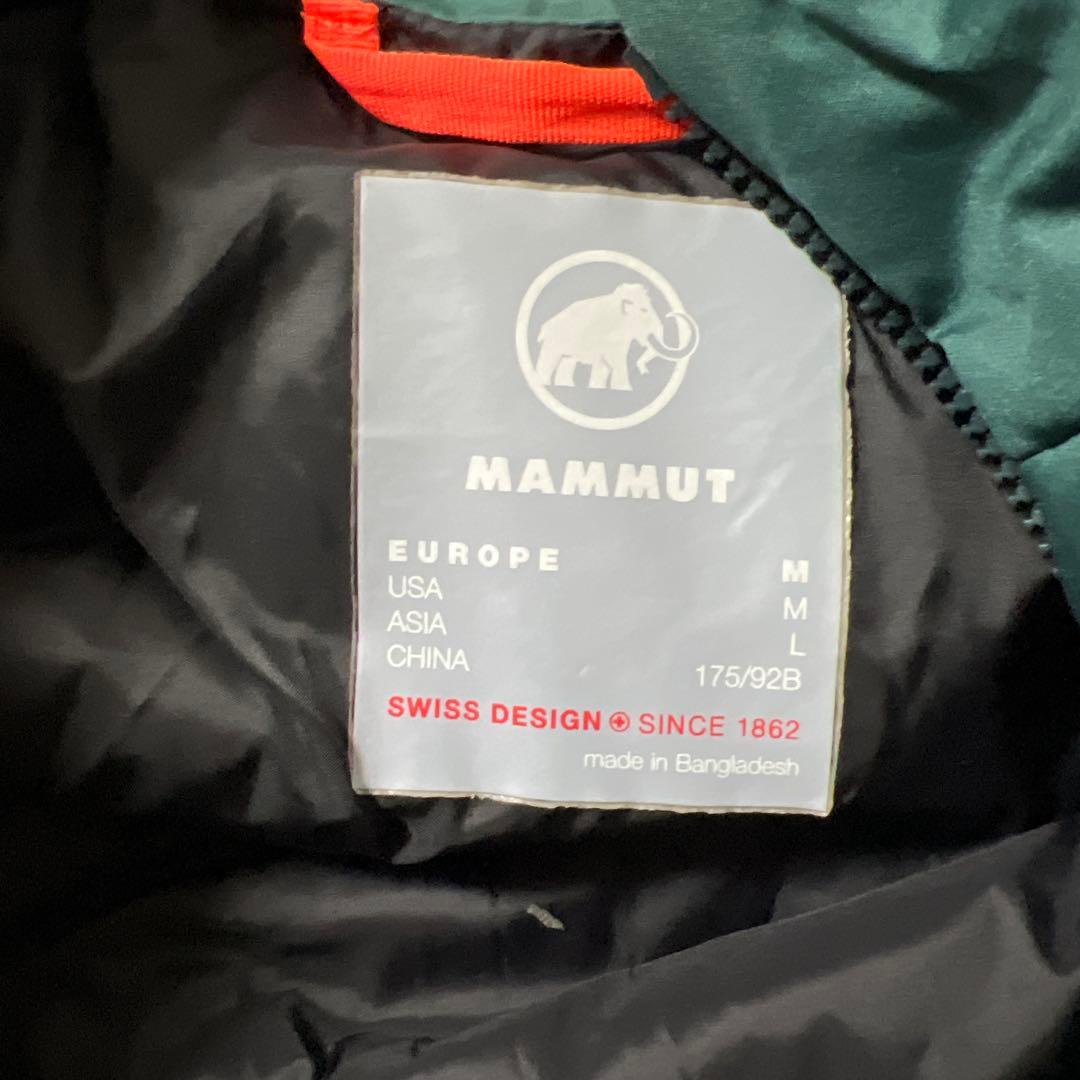 MAMMUT
EUROPE M
USA M
ASIA L
CHINA 175/92B
SWISS DESIGN SINCE 1862
made in Bangladesh